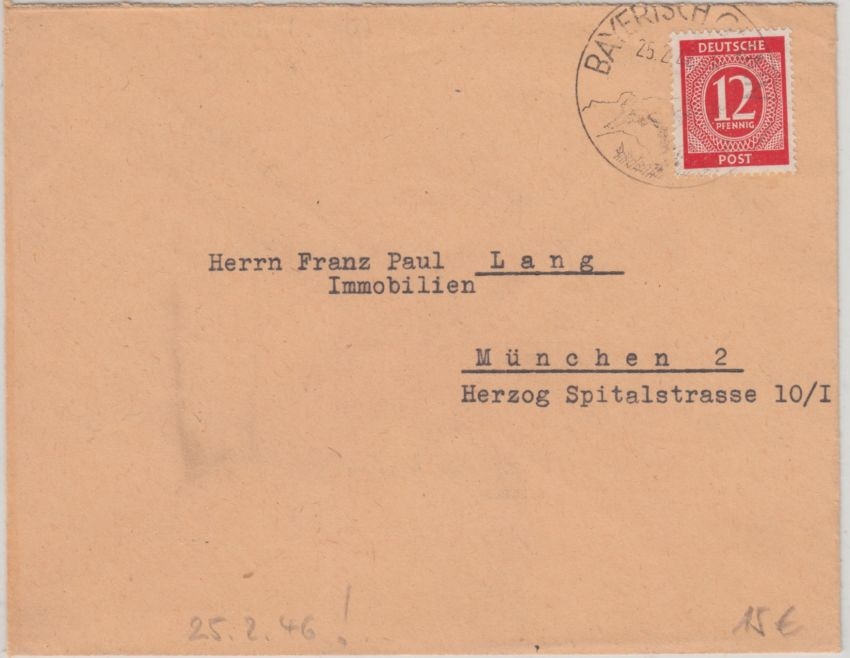 BAYERISCH
25.2.
DEUTSCHE
12
PFENNIG
POST
Herrn Franz Paul Lang
Immobilien
München 2
Herzog Spitalstrasse 10/I
25.2.46!
15€